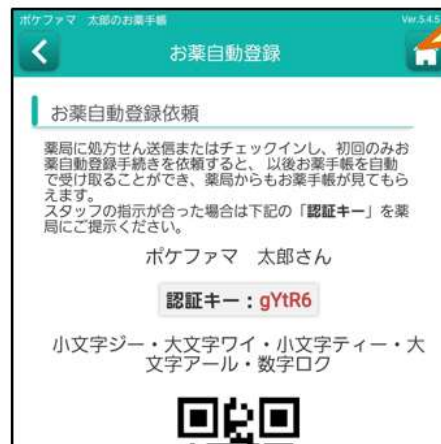 ポケファマ 太郎のお薬手帳 Ver.5.4.5
お薬自動登録
お薬自動登録依頼
薬局に処方せん送信またはチェックインし、初回のみお
薬自動登録手続きを依頼すると、以後お薬手帳を自動
で受け取ることができ、薬局からもお薬手帳が見てもら
えます。
スタッフの指示が合った場合は下記の「認証キー」を薬
局にご提示ください。
ポケファマ 太郎さん
認証キー：gYtR6
小文字ジー・大文字ワイ・小文字ティー・大
文字アール・数字ロク